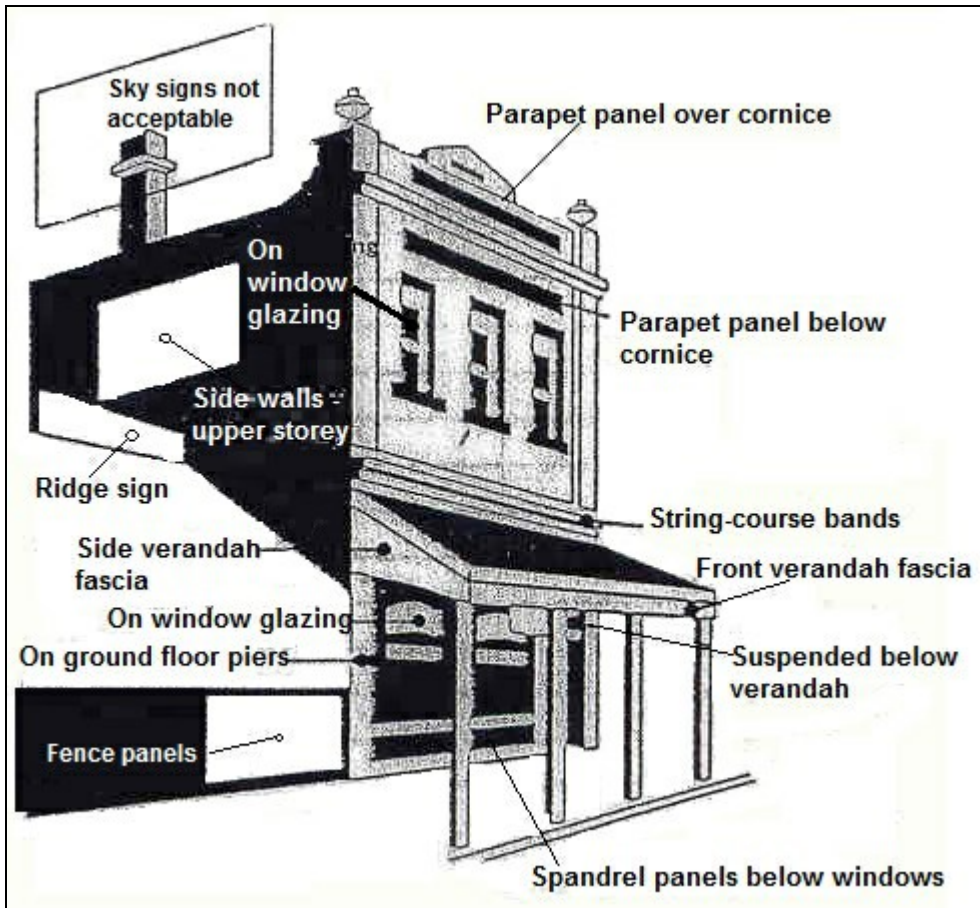 Sky signs not
acceptable
Parapet panel over cornice
On
window
glazing
Parapet panel below
cornice
Side walls -
upper storey
Ridge sign
String-course bands
Side verandah
fascia
Front verandah fascia
On window glazing
On ground floor piers
Suspended below
verandah
Fence panels
Spandrel panels below windows